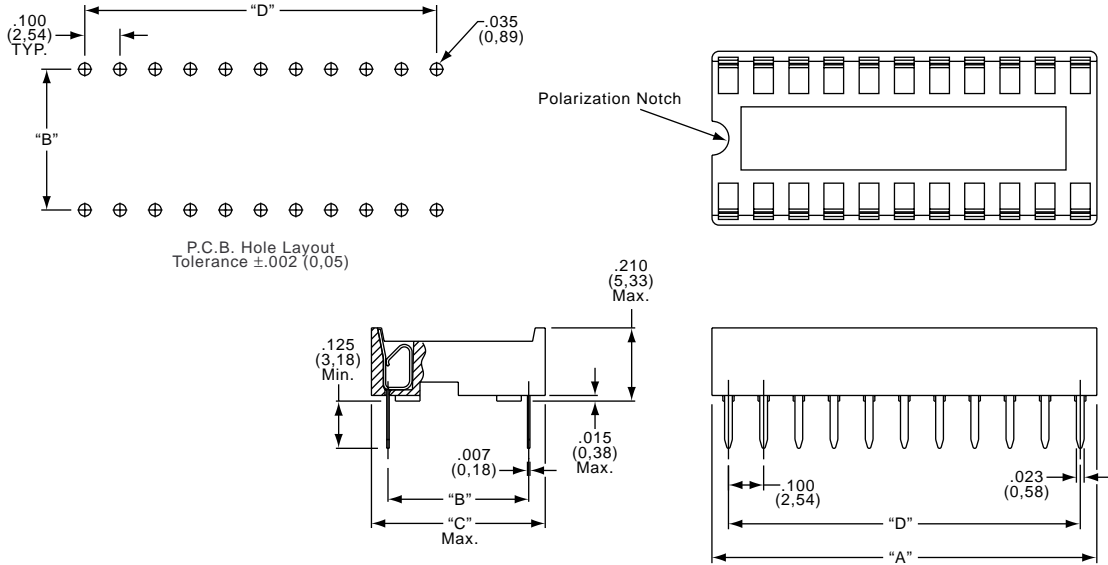 “D”
.100
(2,54)
TYP.
.035
(0,89)
“B”
P.C.B. Hole Layout
Tolerance ±.002 (0,05)
Polarization Notch
.210
(5,33)
Max.
.125
(3,18)
Min.
.007
(0,18)
.015
(0,38)
Max.
“B”
“C”
Max.
.100
(2,54)
.023
(0,58)
“D”
“A”